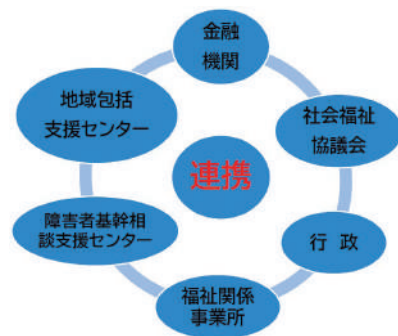 金融
機関
社会福祉
協議会
行 政
福祉関係
事業所
障害者基幹相
談支援センター
地域包括
支援センター
連携